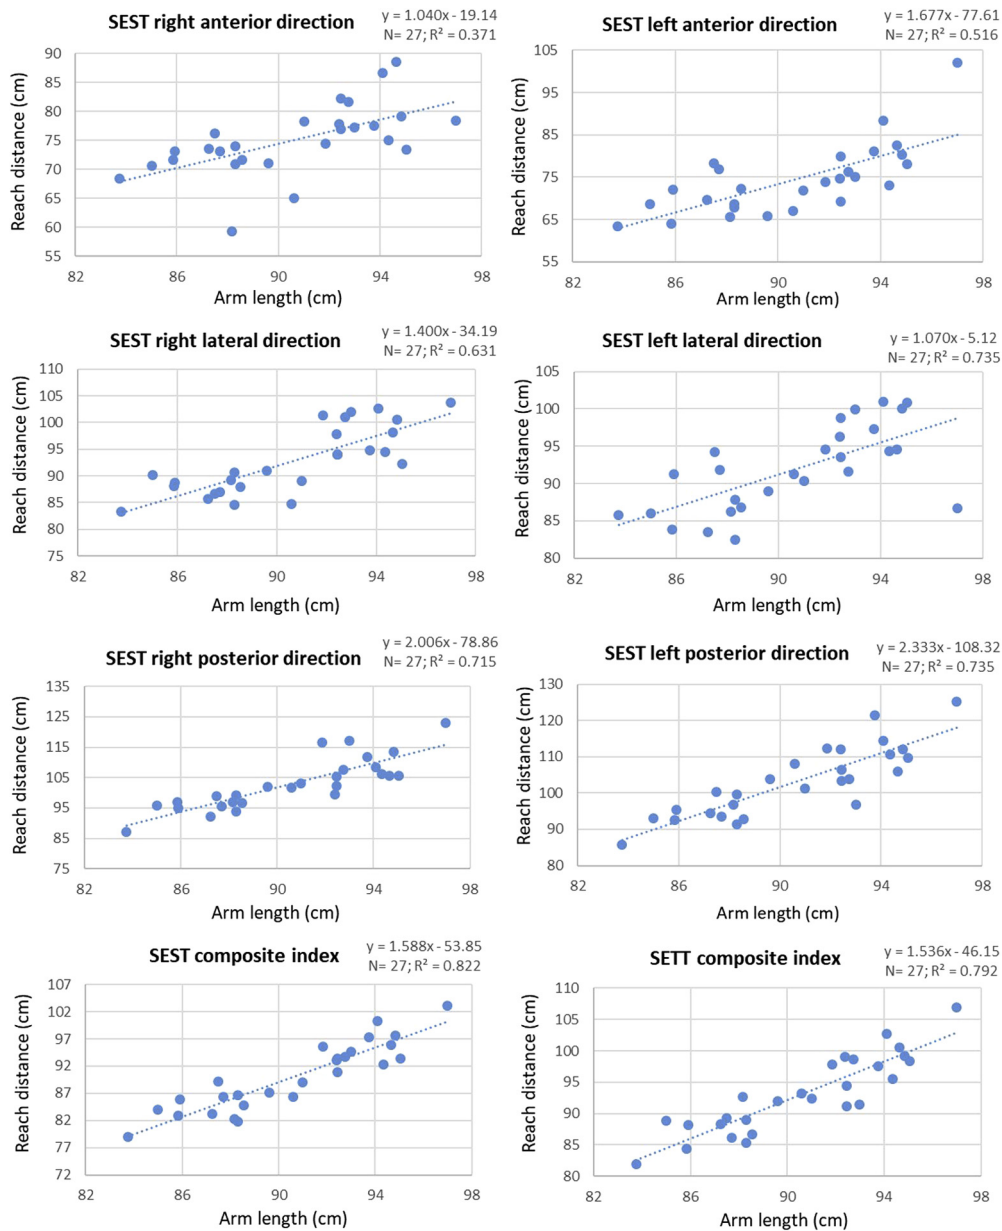 SEST right anterior direction
y = 1.040x - 19.14
N= 27; R² = 0.371
Reach distance (cm)
90
85
80
75
70
65
60
55
82
86
90
94
98
Arm length (cm)
SEST left anterior direction
y = 1.677x - 77.61
N= 27; R² = 0.516
Reach distance (cm)
105
95
85
75
65
55
82
86
90
94
98
Arm length (cm)
SEST right lateral direction
y = 1.400x - 34.19
N= 27; R² = 0.631
Reach distance (cm)
110
105
100
95
90
85
80
75
82
86
90
94
98
Arm length (cm)
SEST left lateral direction
y = 1.070x - 5.12
N= 27; R² = 0.735
Reach distance (cm)
105
100
95
90
85
80
82
86
90
94
98
Arm length (cm)
SEST right posterior direction
y = 2.006x - 78.86
N= 27; R² = 0.715
Reach distance (cm)
135
125
115
105
95
85
75
82
86
90
94
98
Arm length (cm)
SEST left posterior direction
y = 2.333x - 108.32
N= 27; R² = 0.735
Reach distance (cm)
130
120
110
100
90
80
82
86
90
94
98
Arm length (cm)
SEST composite index
y = 1.588x - 53.85
N= 27; R² = 0.822
Reach distance (cm)
107
102
97
92
87
82
77
72
82
86
90
94
98
Arm length (cm)
SETT composite index
y = 1.536x - 46.15
N= 27; R² = 0.792
Reach distance (cm)
110
105
100
95
90
85
80
82
86
90
94
98
Arm length (cm)